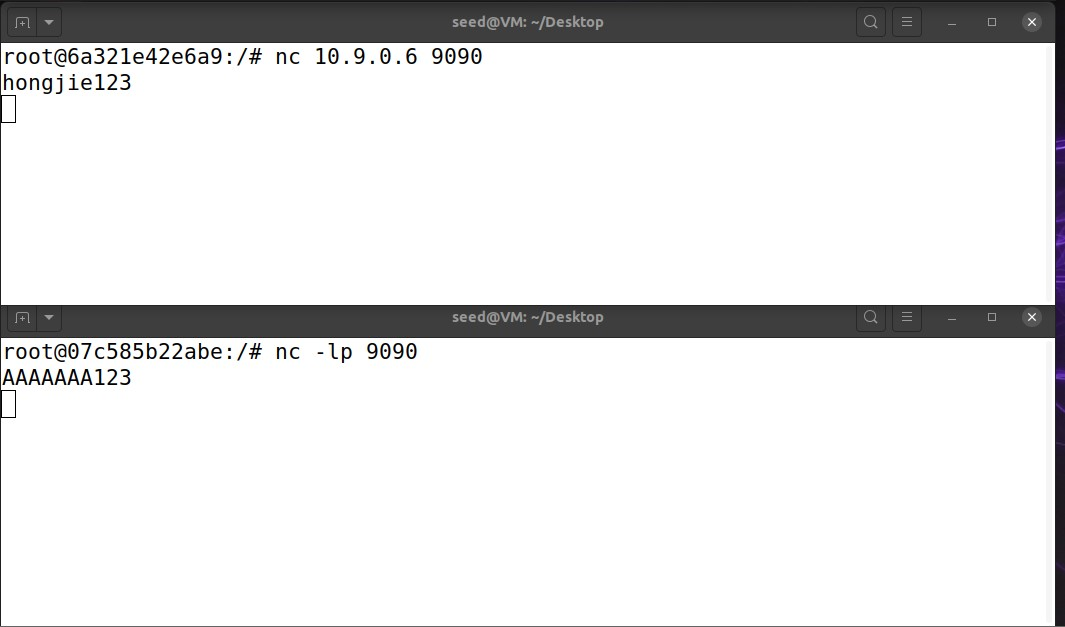 seed@VM: ~/Desktop
root@6a321e42e6a9:/# nc 10.9.0.6 9090
hongjie123
seed@VM: ~/Desktop
root@07c585b22abe:/# nc -lp 9090
AAAAAAA123